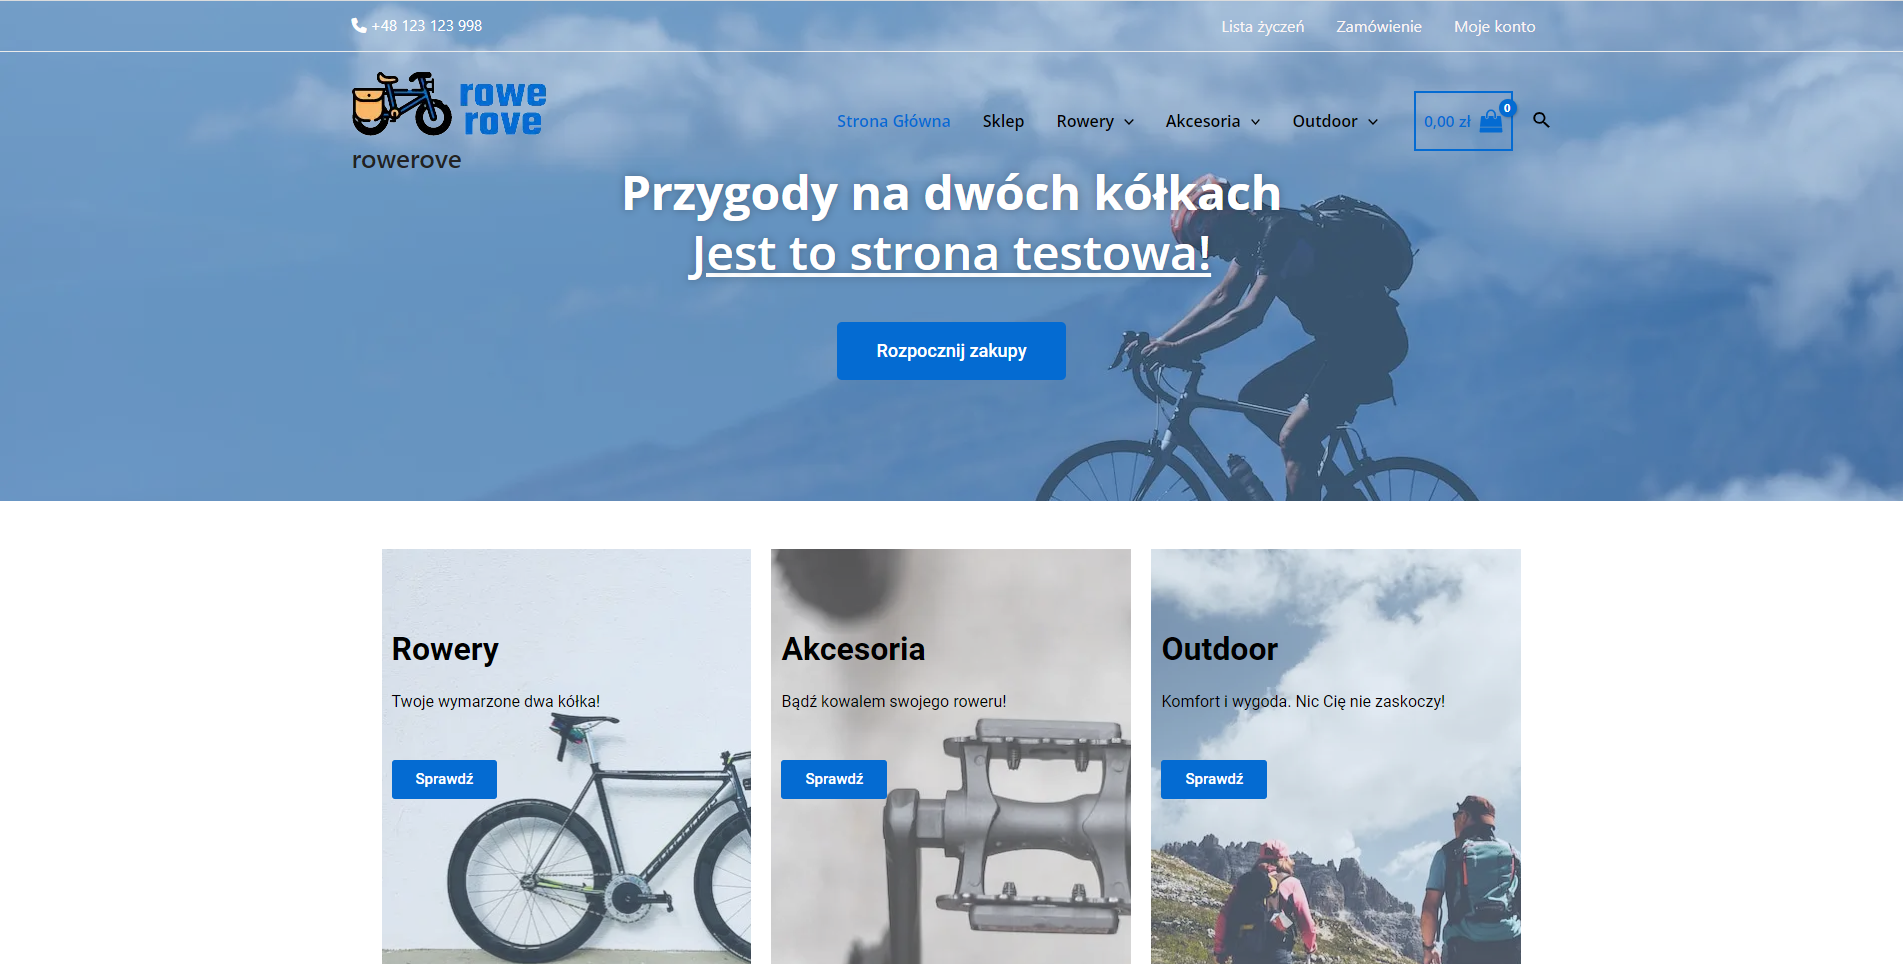 +48 123 123 998
Lista życzeń Zamówienie Moje konto
rowe
rove
rowerove
Strona Główna Sklep Rowery Akcesoria Outdoor 0,00 zł 0
Przygody na dwóch kółkach
Jest to strona testowa!
Rozpocznij zakupy
Rowery
Twoje wymarzone dwa kółka!
Sprawdź
Akcesoria
Bądź kowalem swojego roweru!
Sprawdź
Outdoor
Komfort i wygoda. Nic Cię nie zaskoczy!
Sprawdź